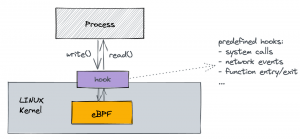 Process
write()
read()
predefined hooks:
- system calls
- network events
- function entry/exit
...
hook
LINUX
Kernel
eBPF